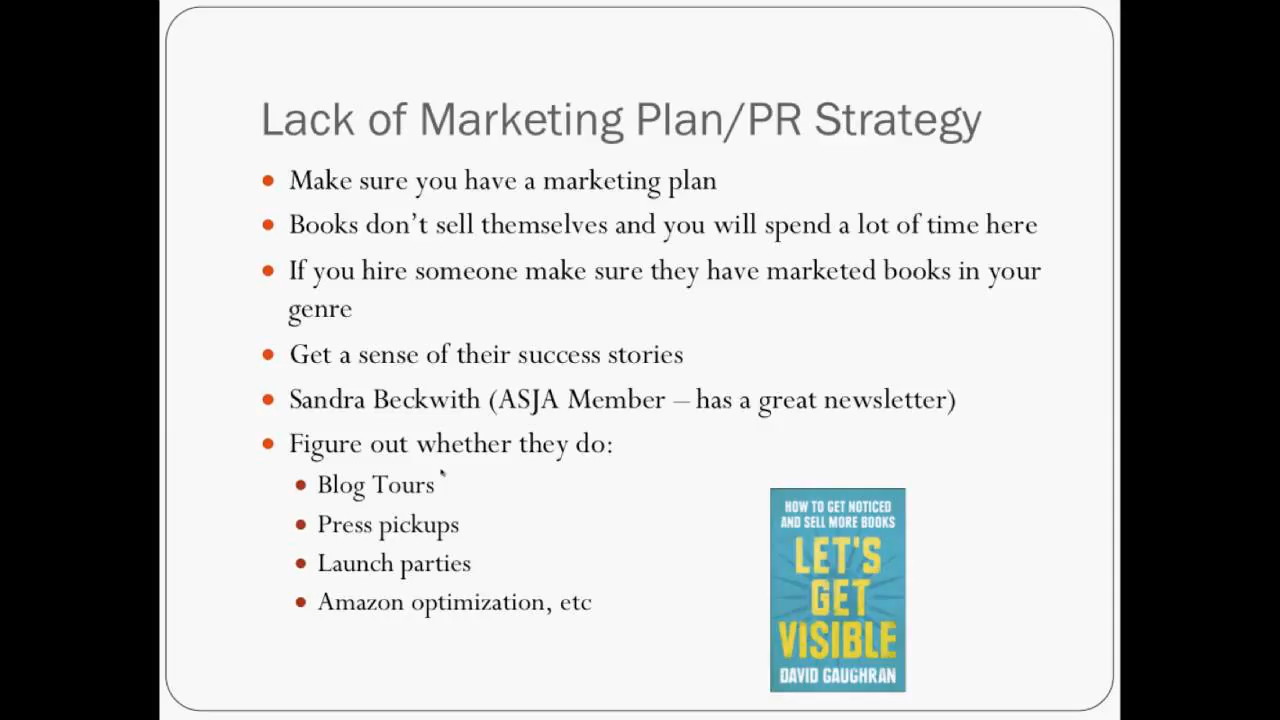 Lack of Marketing Plan/PR Strategy
Make sure you have a marketing plan
Books don't sell themselves and you will spend a lot of time here
If you hire someone make sure they have marketed books in your
genre
Get a sense of their success stories
Sandra Beckwith (ASJA Member – has a great newsletter)
Figure out whether they do:
Blog Tours
Press pickups
Launch parties
Amazon optimization, etc
HOW TO GET NOTICED
AND SELL MORE BOOKS
LET'S
GET
VISIBLE
DAVID GAUGHRAN